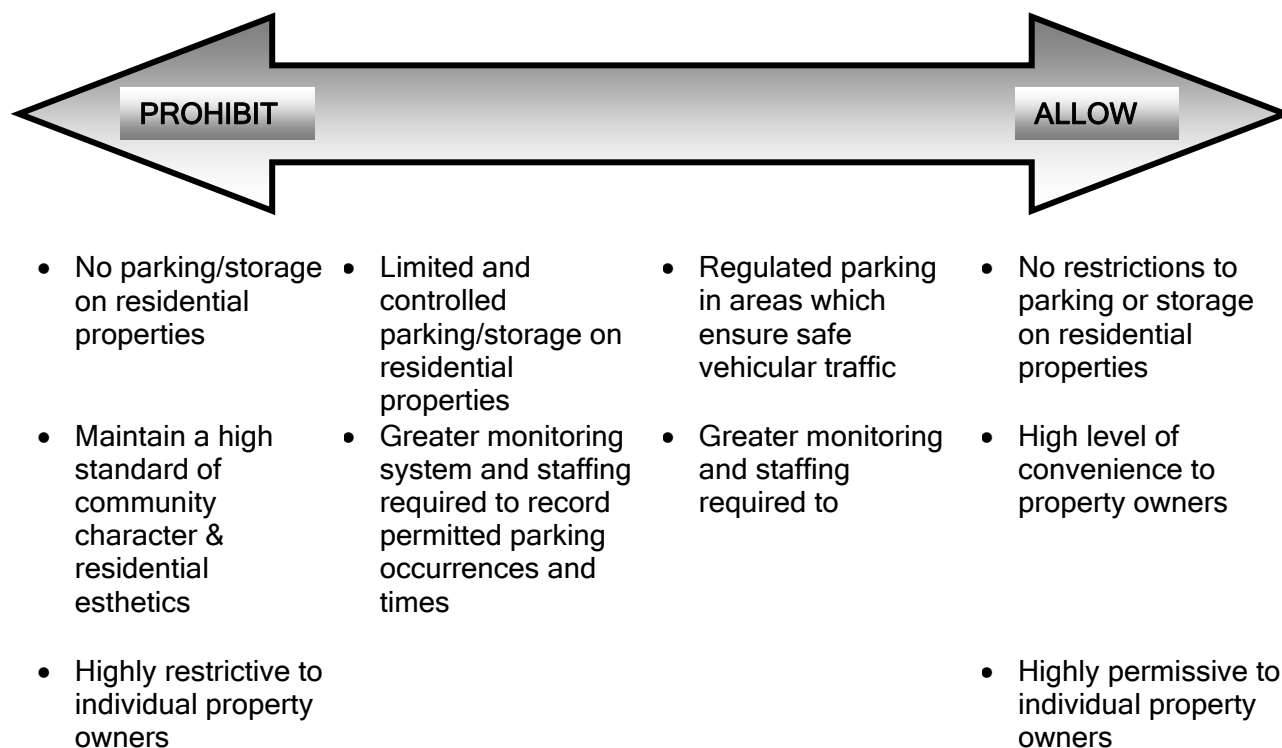 PROHIBIT
ALLOW
• No parking/storage
on residential
properties
• Limited and
controlled
parking/storage on
residential
properties
• Regulated parking
in areas which
ensure safe
vehicular traffic
• No restrictions to
parking or storage
on residential
properties
• Maintain a high
standard of
community
character &
residential
esthetics
• Greater monitoring
system and staffing
required to record
permitted parking
occurrences and
times
• Greater monitoring
and staffing
required to
• High level of
convenience to
property owners
• Highly restrictive to
individual property
owners
• Highly permissive to
individual property
owners